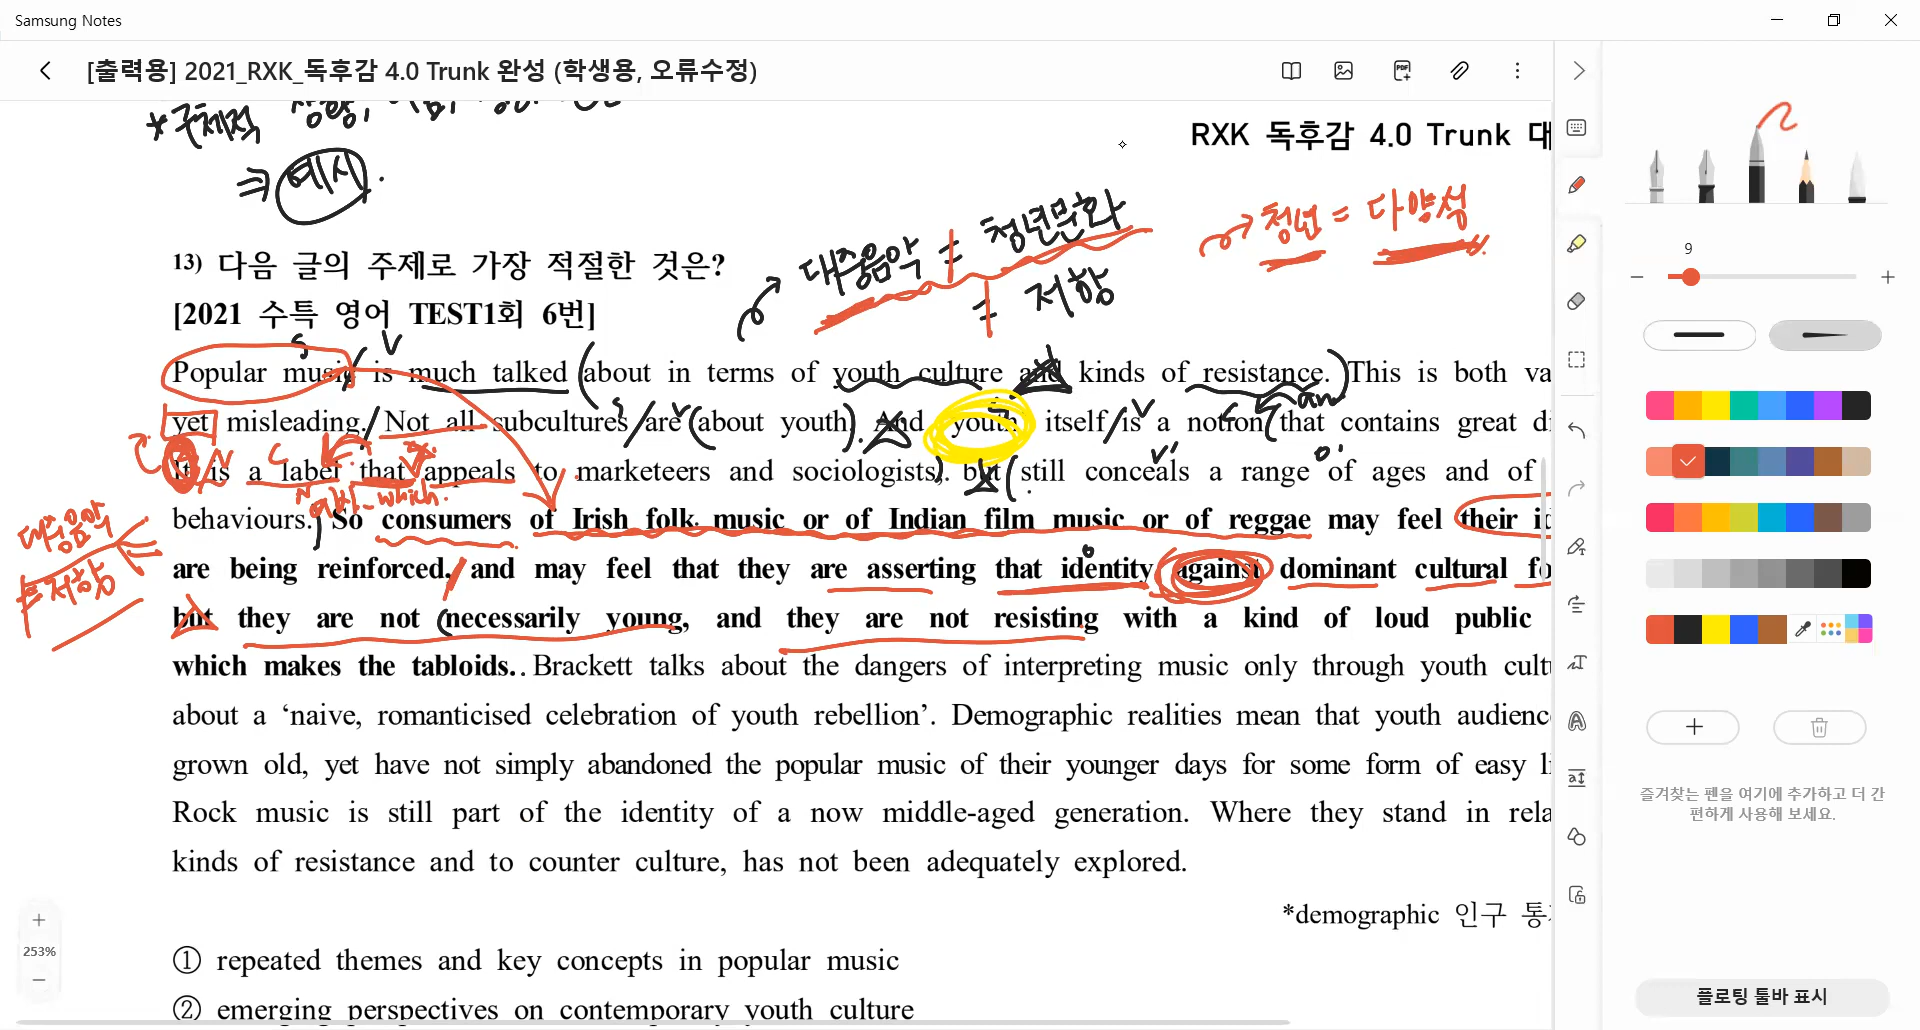 Samsung Notes
[출력용] 2021_RXK_독후감 4.0 Trunk 완성 (학생용, 오류수정)
*구체적 상황,
⇒ 예시.
RXK 독후감 4.0 Trunk
대중음악 = 청년문화
= 저항
청년 = 다양성
13) 다음 글의 주제로 가장 적절한 것은?
[2021 수특 영어 TEST1회 6번]
S V
Popular music is much talked about in terms of youth culture and kinds of resistance. This is both
and
yet misleading. Not all subcultures are about youth. And youth itself is a notion that contains great
It is a label that appeals to marketeers and sociologists, but still conceals a range of ages and of
which
behaviours. So consumers of Irish folk music or of Indian film music or of reggae may feel their
대중음악
≠ 저항
are being reinforced, and may feel that they are asserting that identity against dominant cultural
but they are not necessarily young, and they are not resisting with a kind of loud public
which makes the tabloids.. Brackett talks about the dangers of interpreting music only through youth
about a ‘naive, romanticised celebration of youth rebellion’. Demographic realities mean that youth
grown old, yet have not simply abandoned the popular music of their younger days for some form of easy
Rock music is still part of the identity of a now middle-aged generation. Where they stand in
kinds of resistance and to counter culture, has not been adequately explored.
*demographic 인구
① repeated themes and key concepts in popular music
② emerging perspectives on contemporary youth culture
9
253%
즐겨찾는 펜을 여기에 추가하고 더 간
편하게 사용해 보세요.
플로팅 툴바 표시